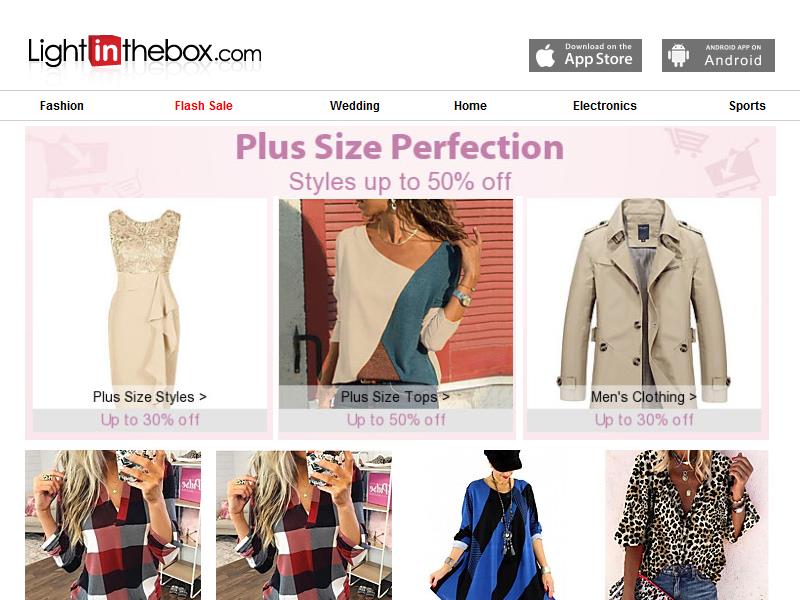 Lightinthebox.com
Download on the
App Store
ANDROID APP ON
Android
Fashion
Flash Sale
Wedding
Home
Electronics
Sports
Plus Size Perfection
Styles up to 50% off
Plus Size Styles >
Plus Size Tops >
Men's Clothing >
Up to 30% off
Up to 50% off
Up to 30% off